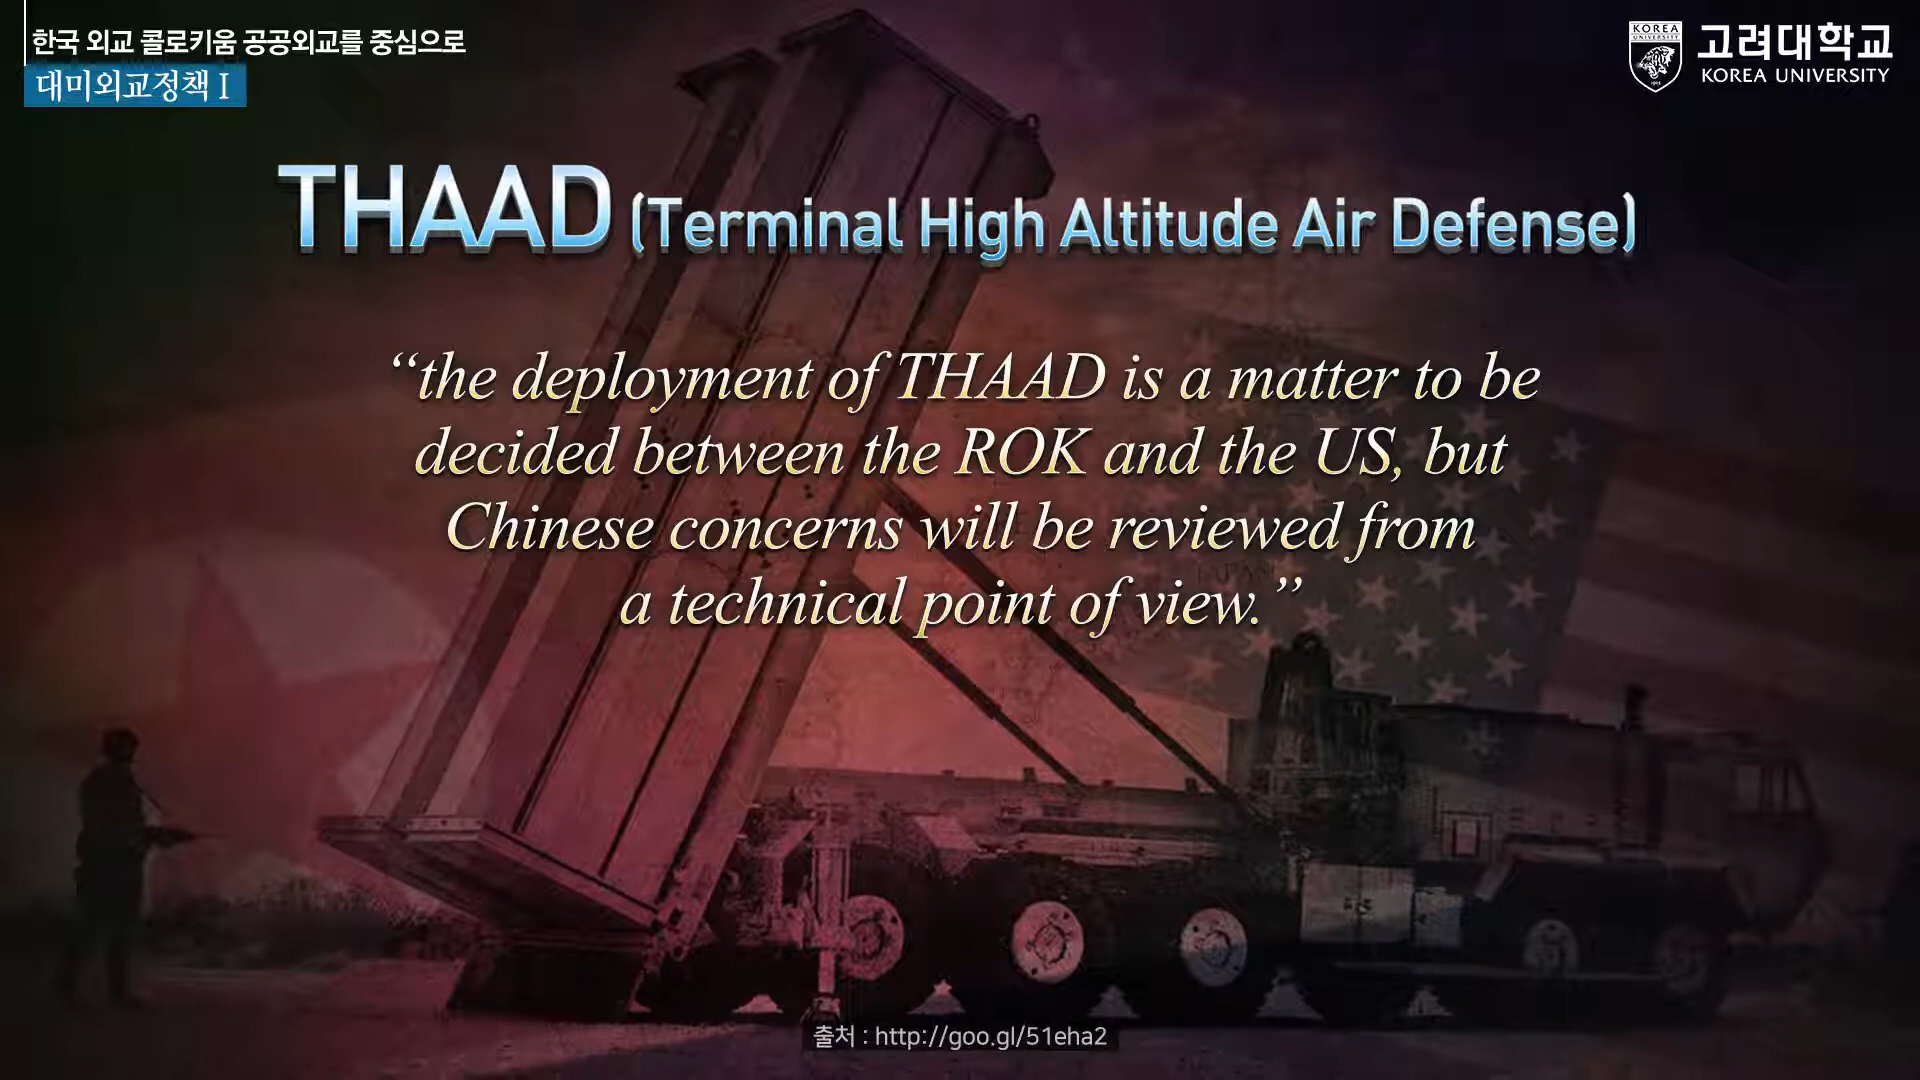 한국 외교 콜로키움 공공외교를 중심으로
대미외교정책 I
KOREA
UNIVERSITY
고려대학교
KOREA UNIVERSITY
THAAD (Terminal High Altitude Air Defense)
“the deployment of THAAD is a matter to be
decided between the ROK and the US, but
Chinese concerns will be reviewed from
a technical point of view.”
출처 : http://goo.gl/51eha2